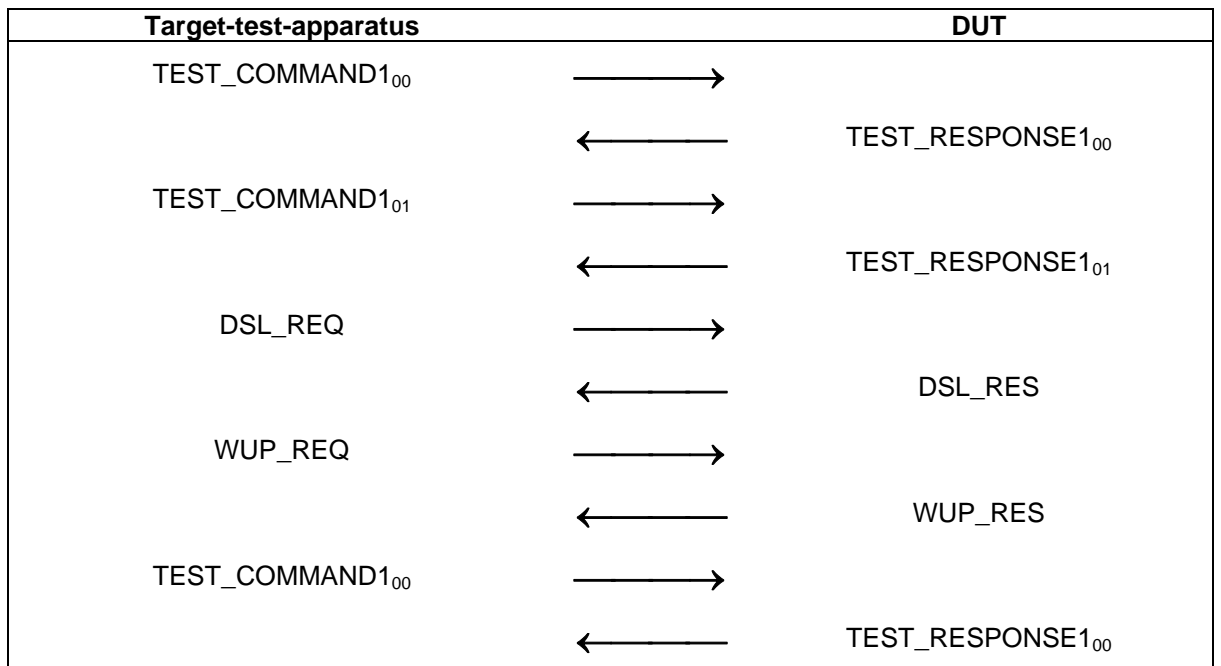 Target-test-apparatus DUT
TEST_COMMAND1₀₀
TEST_RESPONSE1₀₀
TEST_COMMAND1₀₁
TEST_RESPONSE1₀₁
DSL_REQ
DSL_RES
WUP_REQ
WUP_RES
TEST_COMMAND1₀₀
TEST_RESPONSE1₀₀